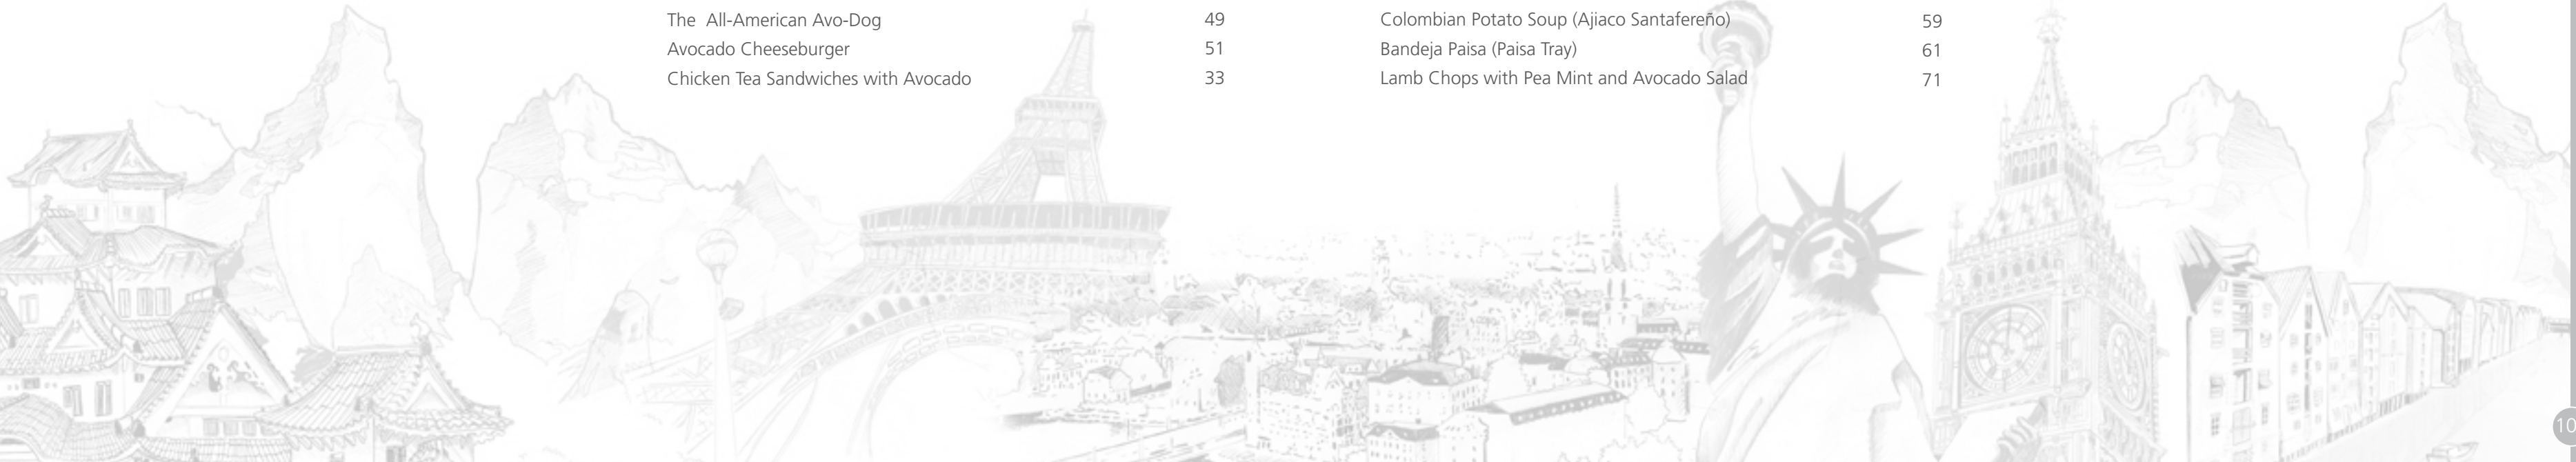 The All-American Avo-Dog 49
Avocado Cheeseburger 51
Chicken Tea Sandwiches with Avocado 33
Colombian Potato Soup (Ajiaco Santafereño) 59
Bandeja Paisa (Paisa Tray) 61
Lamb Chops with Pea Mint and Avocado Salad 71
10